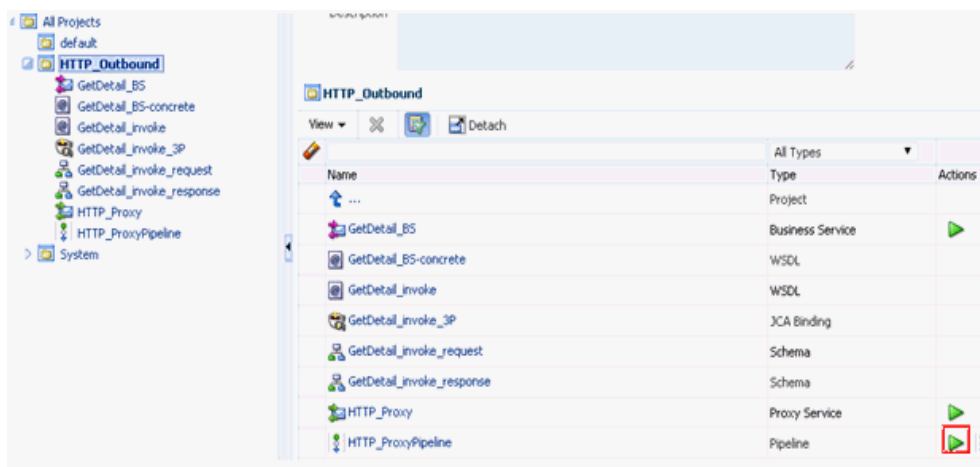 All Projects
default
HTTP_Outbound
GetDetail_BS
GetDetail_BS-concrete
GetDetail_invoke
GetDetail_invoke_3P
GetDetail_invoke_request
GetDetail_invoke_response
HTTP_Proxy
HTTP_ProxyPipeline
System
Description
HTTP_Outbound
View Detach
All Types
Name Type Actions
... Project
GetDetail_BS Business Service
GetDetail_BS-concrete WSDL
GetDetail_invoke WSDL
GetDetail_invoke_3P JCA Binding
GetDetail_invoke_request Schema
GetDetail_invoke_response Schema
HTTP_Proxy Proxy Service
HTTP_ProxyPipeline Pipeline